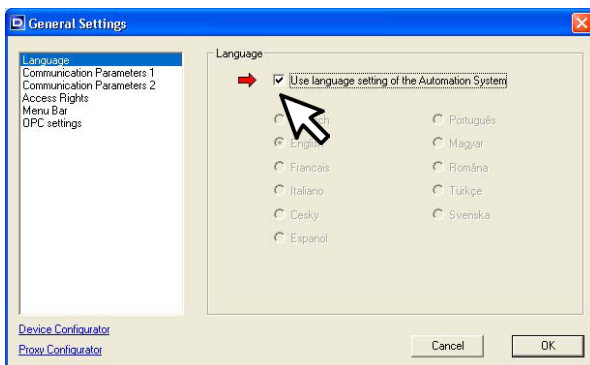 General Settings
Language
Communication Parameters 1
Communication Parameters 2
Access Rights
Menu Bar
OPC settings
Language
Use language setting of the Automation System
Português
English
Magyar
Francais
Româna
Italiano
Türkçe
Cesky
Svenska
Espanol
Device Configurator
Proxy Configurator
Cancel
OK